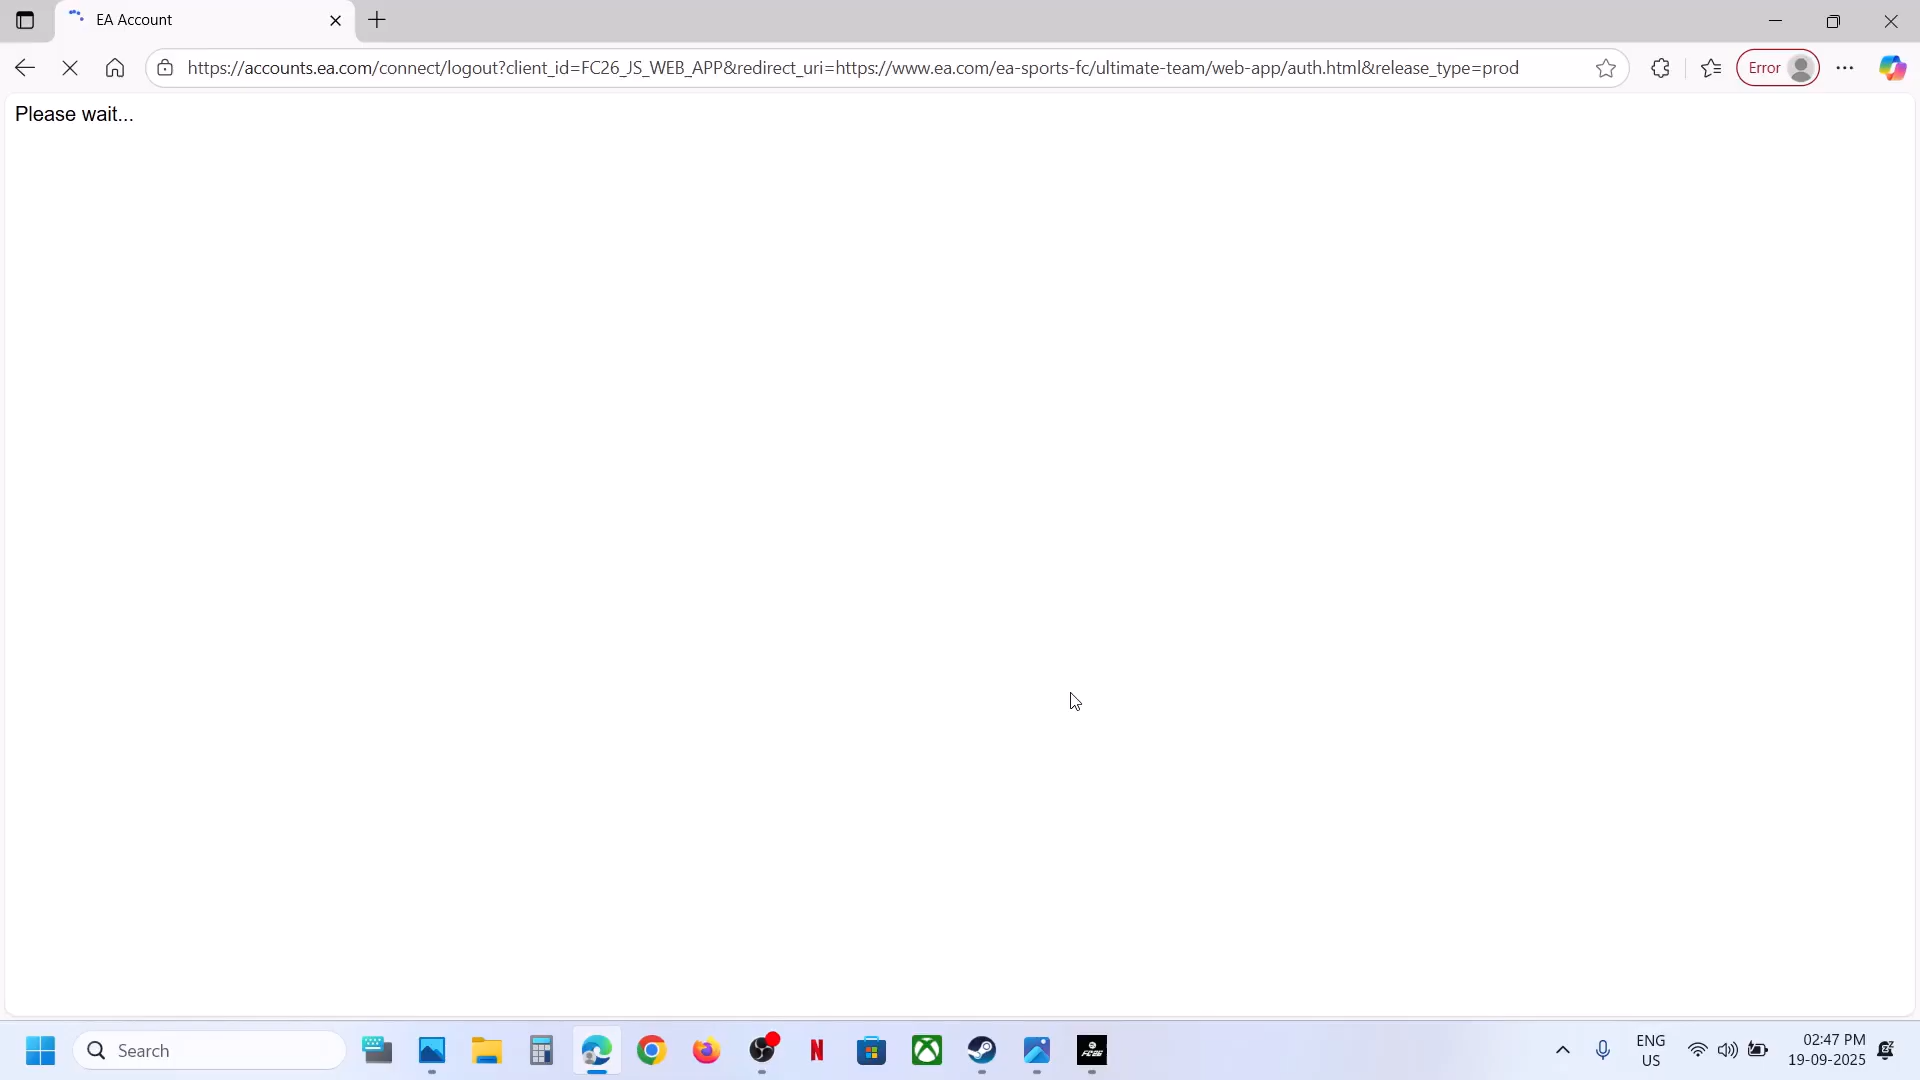 EA Account
https://accounts.ea.com/connect/logout?client_id=FC26_JS_WEB_APP&redirect_uri=https://www.ea.com/ea-sports-fc/ultimate-team/web-app/auth.html&release_type=prod
Error
Please wait...
Search
N
FC26
ENG
US
02:47 PM
19-09-2025